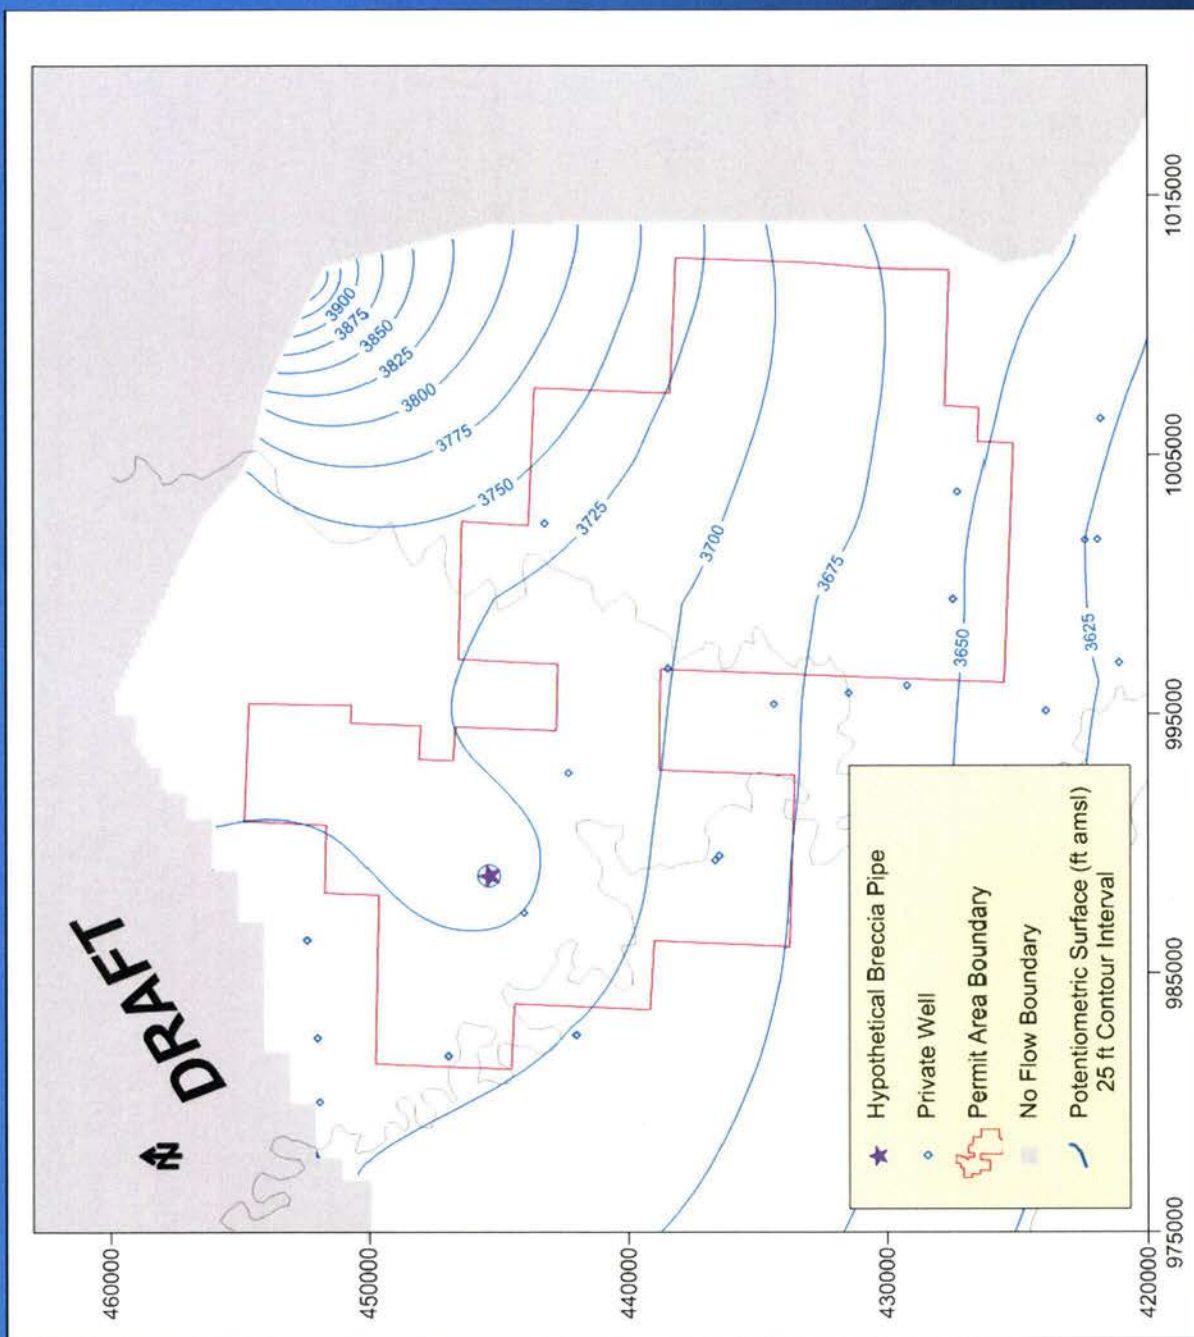 DRAFT
N
460000
450000
440000
430000
420000
975000
985000
995000
1005000
1015000
3900
3875
3850
3825
3800
3775
3750
3725
3700
3675
3650
3625
Hypothetical Breccia Pipe
Private Well
Permit Area Boundary
No Flow Boundary
Potentiometric Surface (ft amsl)
25 ft Contour Interval